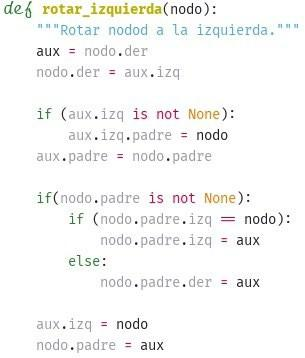 def rotar_izquierda(nodo):
    """Rotar nodod a la izquierda."""
    aux = nodo.der
    nodo.der = aux.izq

    if (aux.izq is not None):
        aux.izq.padre = nodo
    aux.padre = nodo.padre

    if(nodo.padre is not None):
        if (nodo.padre.izq == nodo):
            nodo.padre.izq = aux
        else:
            nodo.padre.der = aux

    aux.izq = nodo
    nodo.padre = aux